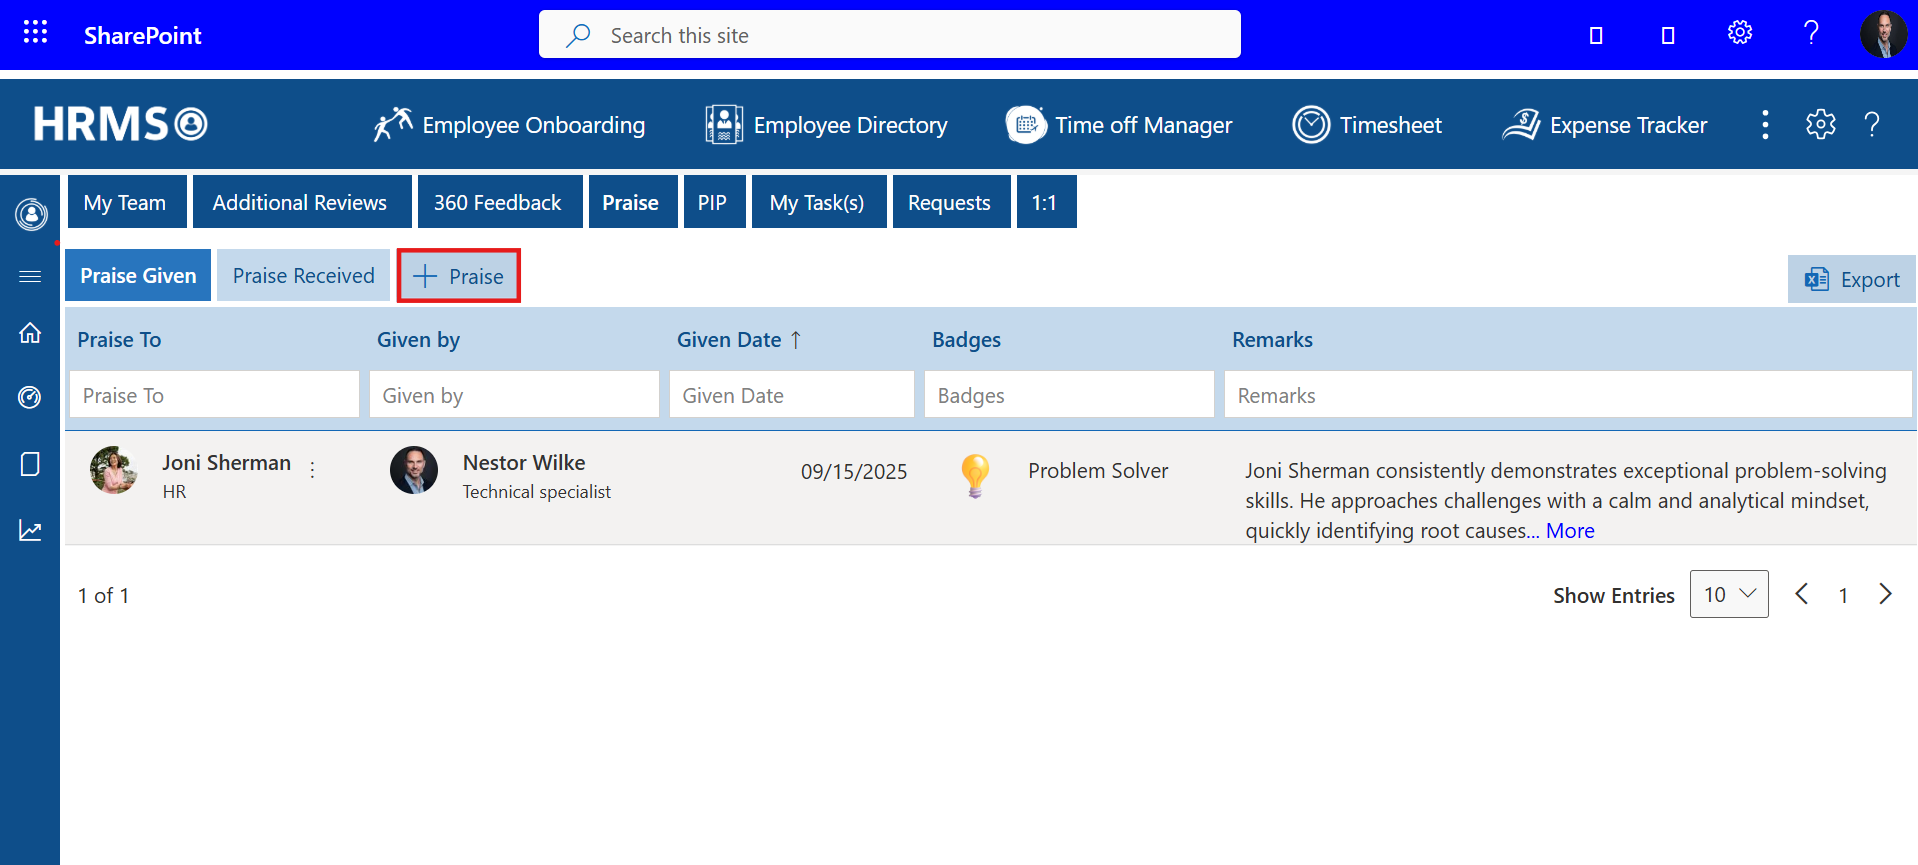 SharePoint
Search this site
HRMS
Employee Onboarding
Employee Directory
Time off Manager
Timesheet
Expense Tracker
My Team
Additional Reviews
360 Feedback
Praise
PIP
My Task(s)
Requests
1:1
Praise Given
Praise Received
Praise
Export
Praise To
Given by
Given Date ↑
Badges
Remarks
Praise To
Given by
Given Date
Badges
Remarks
Joni Sherman
HR
Nestor Wilke
Technical specialist
09/15/2025
Problem Solver
Joni Sherman consistently demonstrates exceptional problem-solving
skills. He approaches challenges with a calm and analytical mindset,
quickly identifying root causes... More
1 of 1
Show Entries
10
1